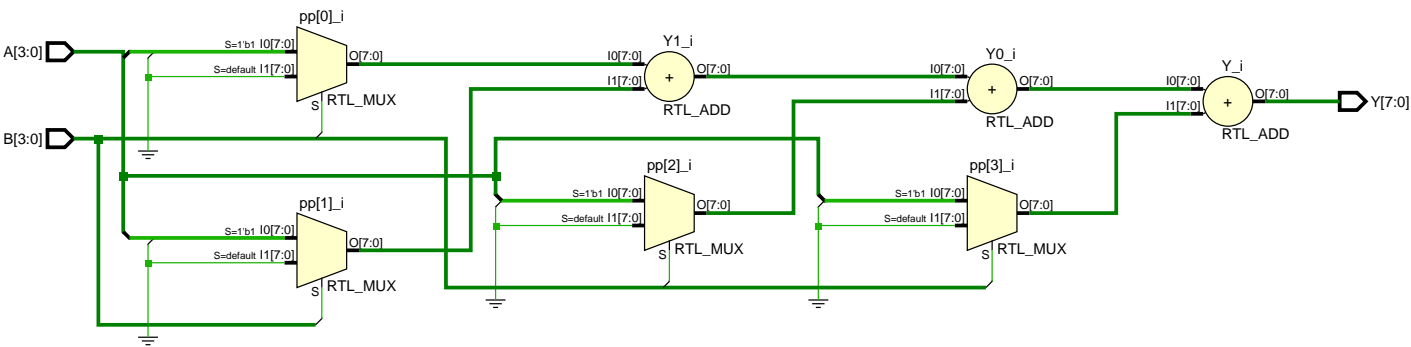 A[3:0]
B[3:0]
pp[0]_i
S=1'b1 I0[7:0]
S=default I1[7:0]
O[7:0]
S
RTL_MUX
Y1_i
I0[7:0]
I1[7:0]
O[7:0]
+
RTL_ADD
Y0_i
I0[7:0]
I1[7:0]
O[7:0]
+
RTL_ADD
Y_i
I0[7:0]
I1[7:0]
O[7:0]
+
RTL_ADD
Y[7:0]
pp[1]_i
S=1'b1 I0[7:0]
S=default I1[7:0]
O[7:0]
S
RTL_MUX
pp[2]_i
S=1'b1 I0[7:0]
S=default I1[7:0]
O[7:0]
S
RTL_MUX
pp[3]_i
S=1'b1 I0[7:0]
S=default I1[7:0]
O[7:0]
S
RTL_MUX